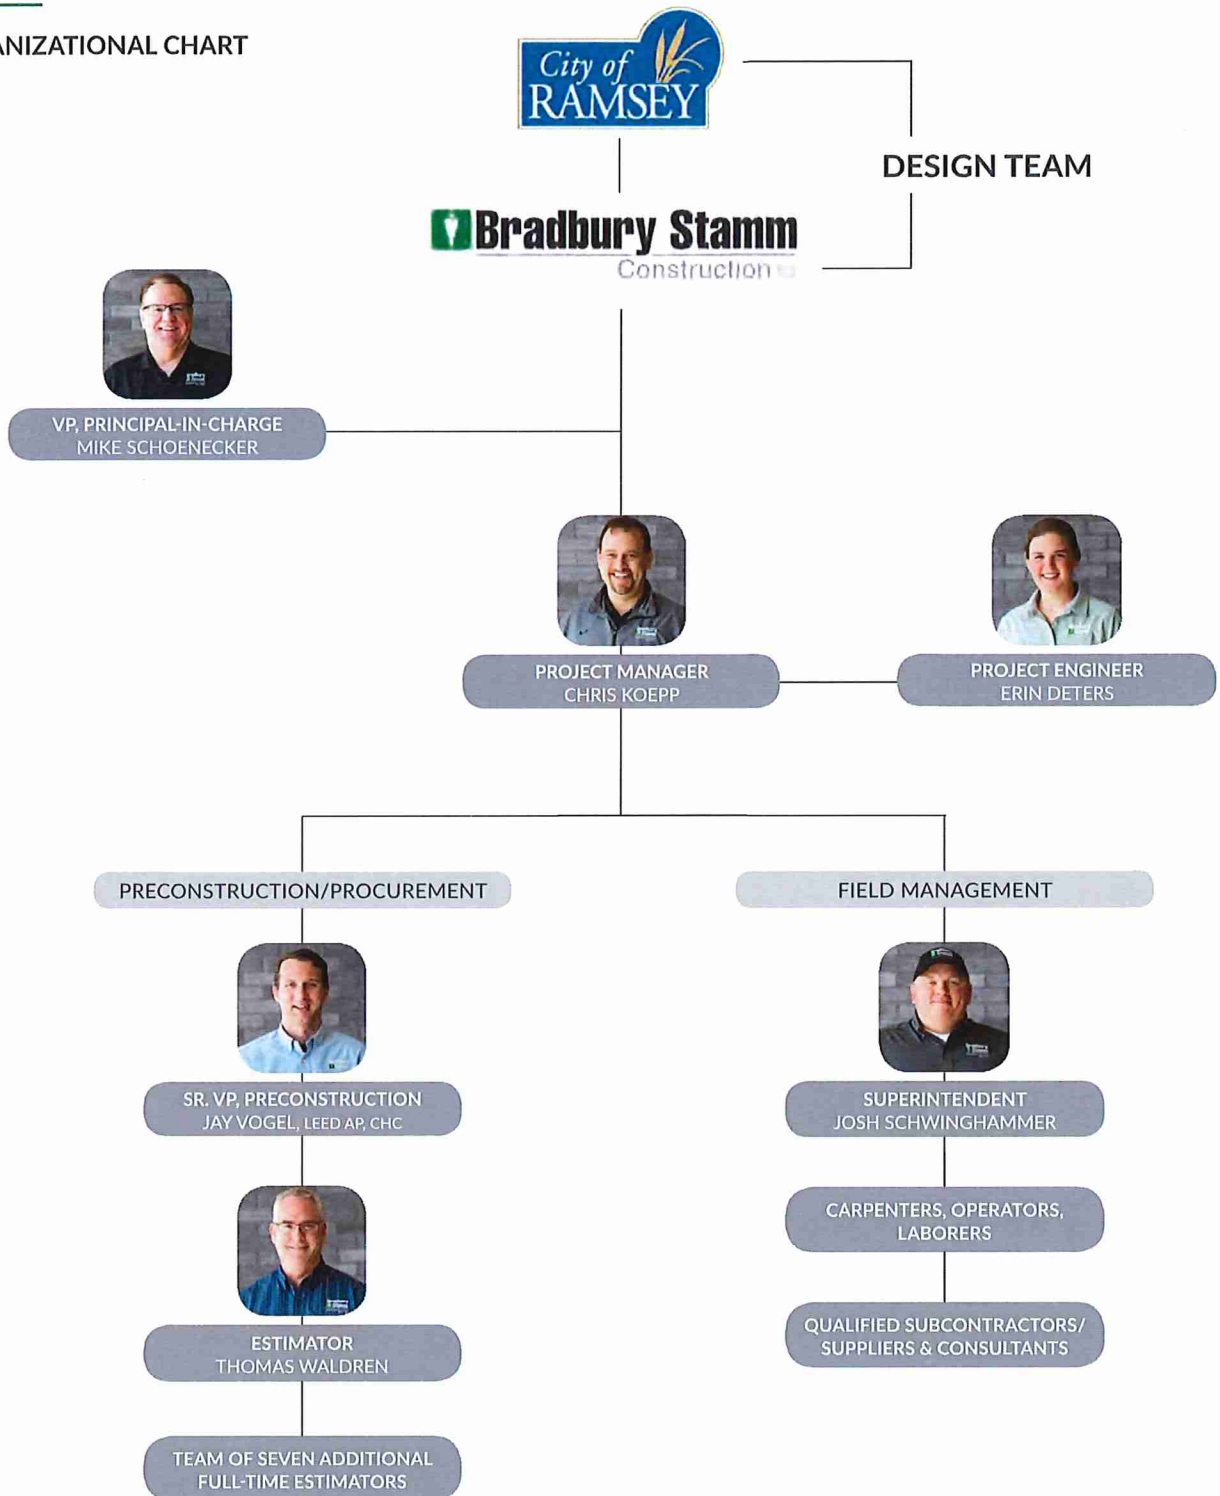 ANIZATIONAL CHART
City of
RAMSEY
DESIGN TEAM
Bradbury Stamm
Construction
VP, PRINCIPAL-IN-CHARGE
MIKE SCHOENECKER
PROJECT MANAGER
CHRIS KOEPP
PROJECT ENGINEER
ERIN DETERS
PRECONSTRUCTION/PROCUREMENT
FIELD MANAGEMENT
SR. VP, PRECONSTRUCTION
JAY VOGEL, LEED AP, CHC
SUPERINTENDENT
JOSH SCHWINGHAMMER
CARPENTERS, OPERATORS,
LABORERS
ESTIMATOR
THOMAS WALDREN
QUALIFIED SUBCONTRACTORS/
SUPPLIERS & CONSULTANTS
TEAM OF SEVEN ADDITIONAL
FULL-TIME ESTIMATORS